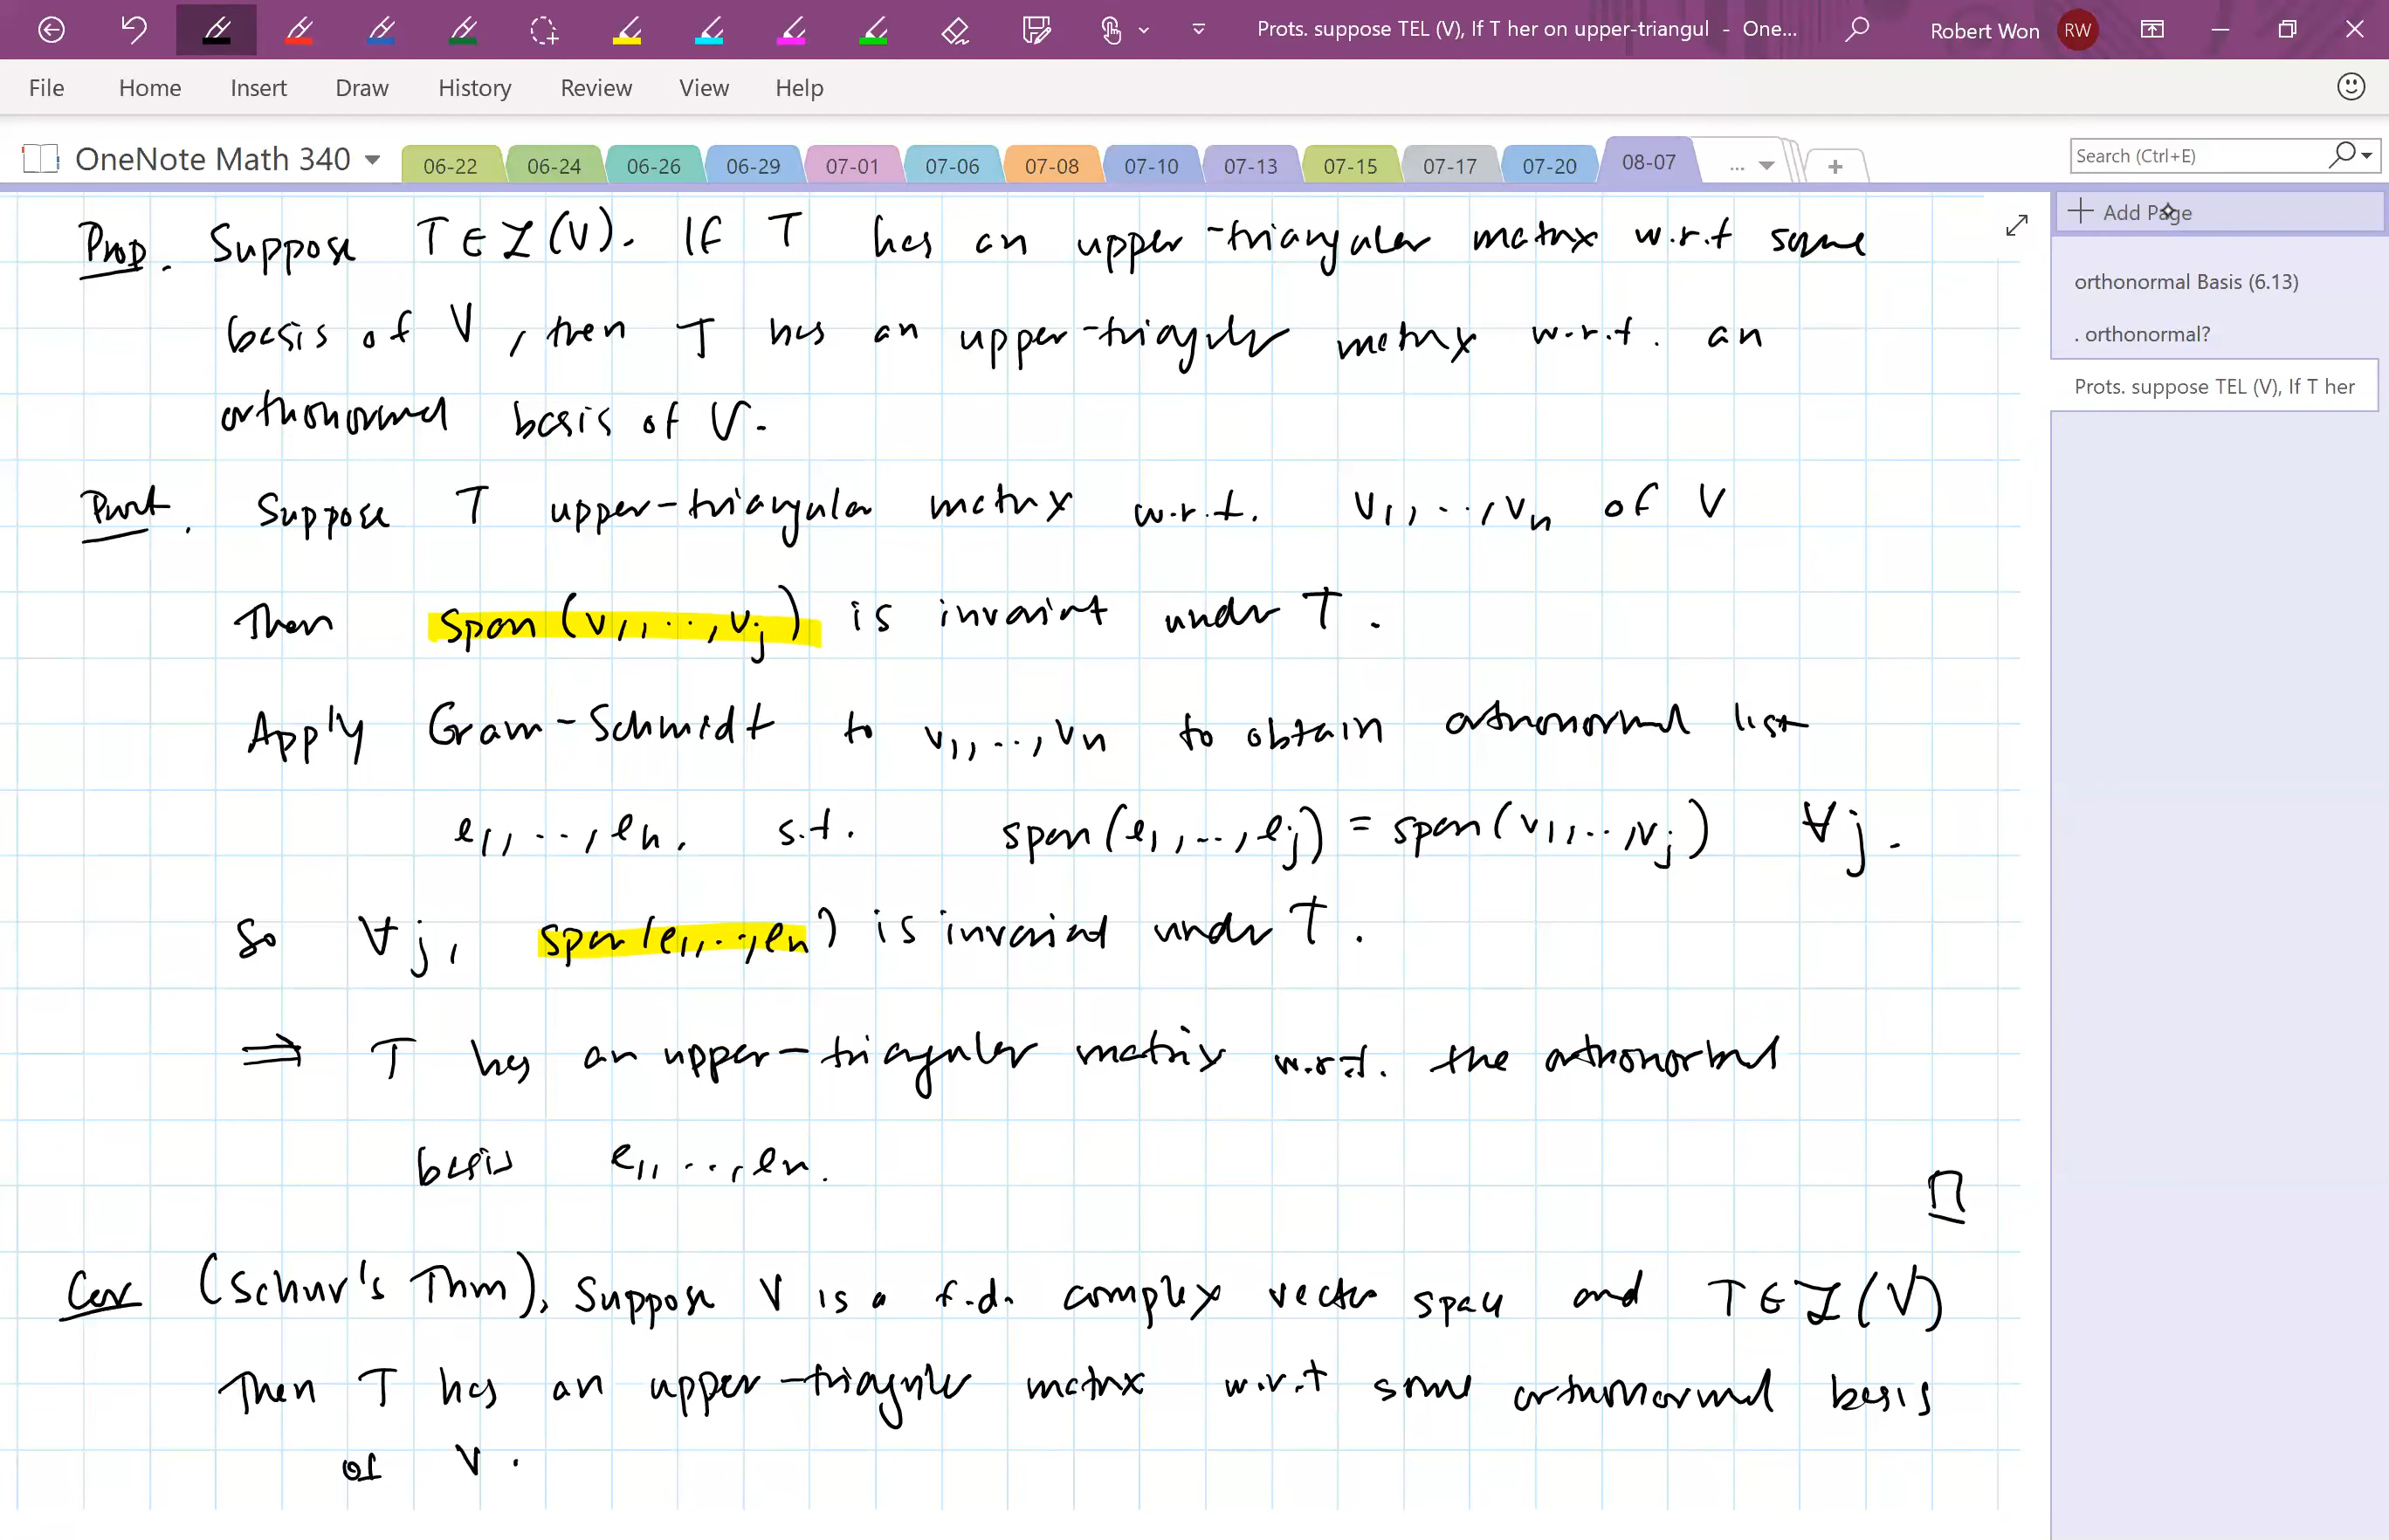 Prots. suppose TEL (V), If T her on upper-triangul - One...
Robert Won
RW
File Home Insert Draw History Review View Help
OneNote Math 340
06-22 06-24 06-26 06-29 07-01 07-06 07-08 07-10 07-13 07-15 07-17 07-20 08-07 ... +
Search (Ctrl+E)
Add Page
orthonormal Basis (6.13)
. orthonormal?
Prots. suppose TEL (V), If T her
Prop. Suppose T ∈ ℒ(V). If T has an upper-triangular matrix w.r.t some
basis of V, then T has an upper-triangular matrix w.r.t. an
orthonormal basis of V.
Proof. Suppose T upper-triangular matrix w.r.t. v₁, .., vₙ of V
Then span(v₁, .., vⱼ) is invariant under T.
Apply Gram-Schmidt to v₁, .., vₙ to obtain orthonormal list
e₁, .., eₙ. s.t. span(e₁, .., eⱼ) = span(v₁, .., vⱼ) ∀j.
So ∀j, span(e₁, .., eₙ) is invariant under T.
⇒ T has an upper-triangular matrix w.r.t. the orthonormal
basis e₁, .., eₙ.
□
Cor (Schur's Thm). Suppose V is a f.d. complex vector space and T ∈ ℒ(V)
Then T has an upper-triangular matrix w.r.t some orthonormal basis
of V.